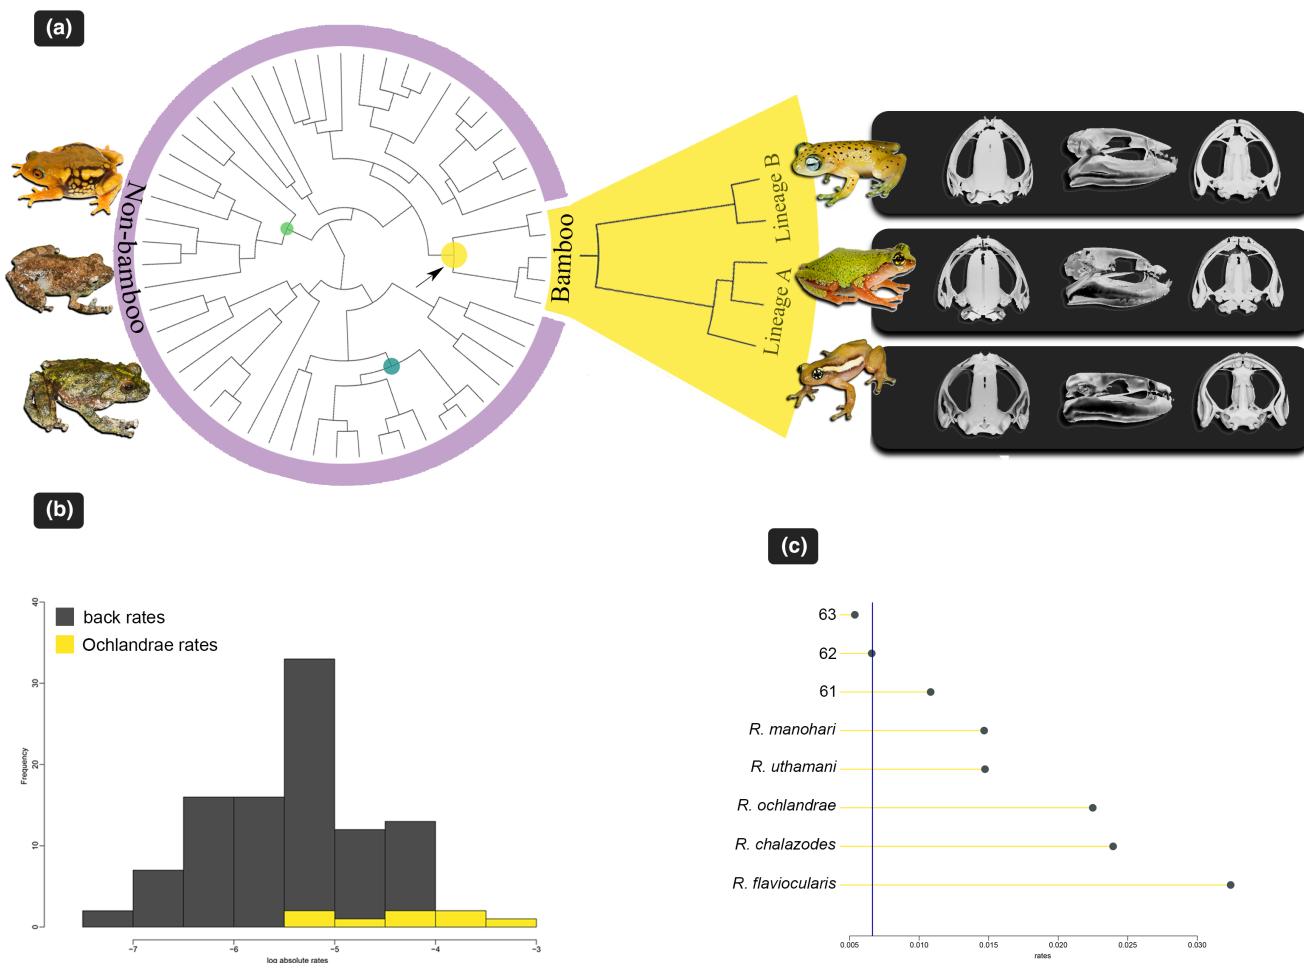 (a)
Non-bamboo
Bamboo
Lineage B
Lineage A
(b)
back rates
Ochlandrae rates
Frequency
40
30
20
10
0
−7
−6
−5
−4
−3
log absolute rates
(c)
63
62
61
R. manohari
R. uthamani
R. ochlandrae
R. chalazodes
R. flaviocularis
0.005
0.010
0.015
0.020
0.025
0.030
rates